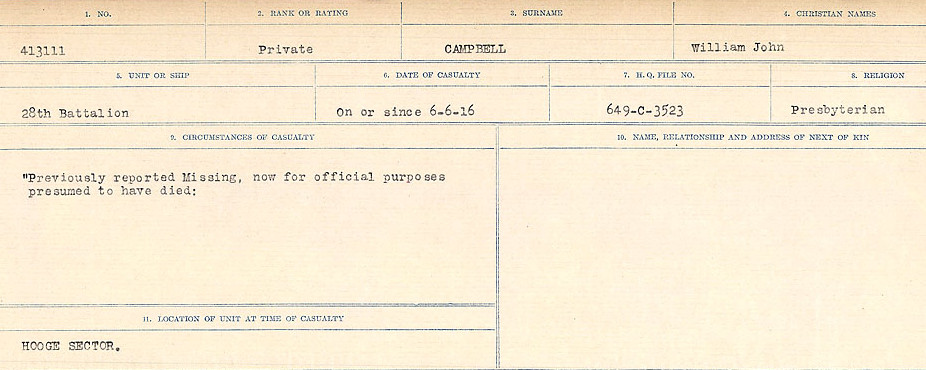 1. NO.
2. RANK OR RATING
3. SURNAME
4. CHRISTIAN NAMES
413111
Private
CAMPBELL
William John
5. UNIT OR SHIP
6. DATE OF CASUALTY
7. H.Q. FILE NO.
8. RELIGION
28th Battalion
On or since 6-6-16
649-C-3523
Presbyterian
9. CIRCUMSTANCES OF CASUALTY
10. NAME, RELATIONSHIP AND ADDRESS OF NEXT OF KIN
"Previously reported Missing, now for official purposes
presumed to have died:
11. LOCATION OF UNIT AT TIME OF CASUALTY
HOOGE SECTOR.